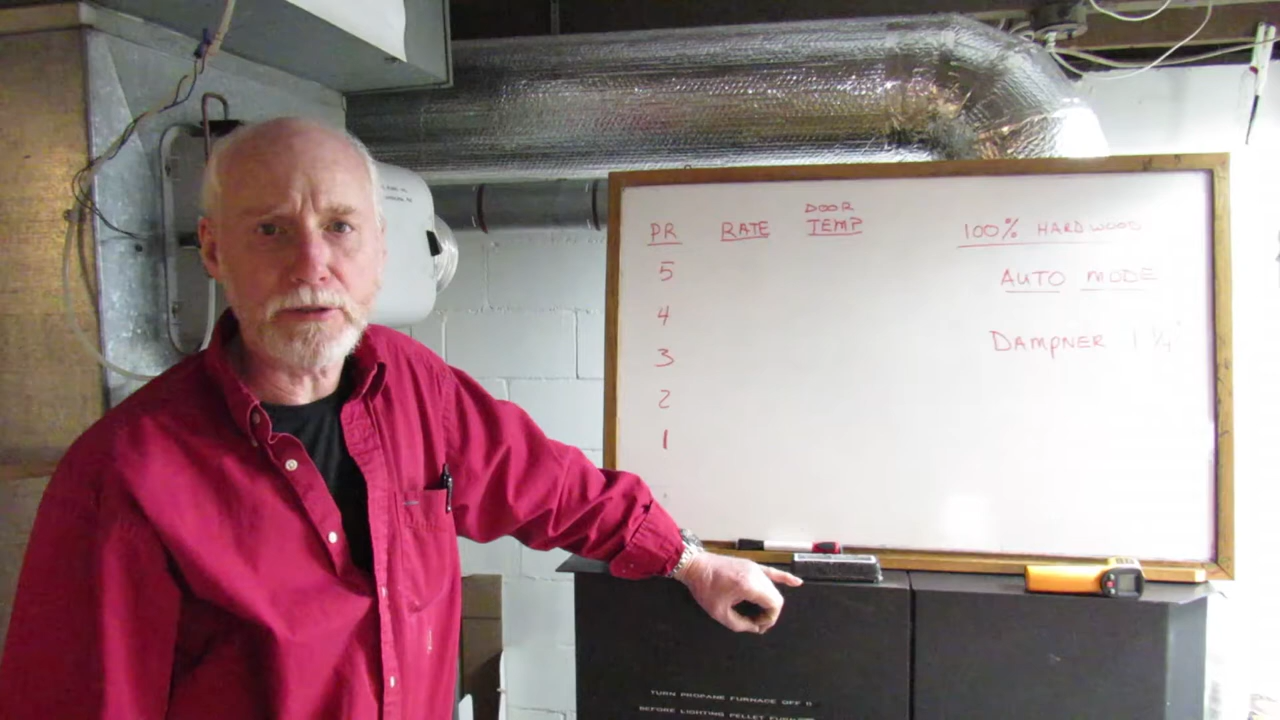 PR RATE DOOR TEMP 100% HARDWOOD
5 AUTO MODE
4 DAMPNER 1 1/4"
3
2
1
TURN PROPANE FURNACE OFF
BEFORE LIGHTING PELLET